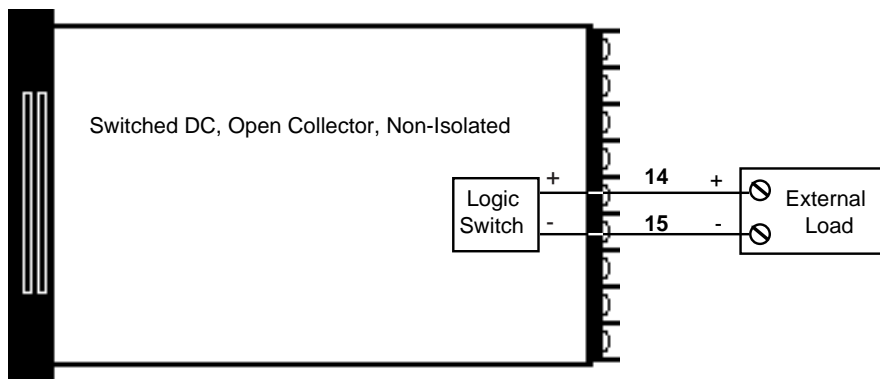 Switched DC, Open Collector, Non-Isolated
+ 14 +
Logic
Switch
External
Load
- 15 -